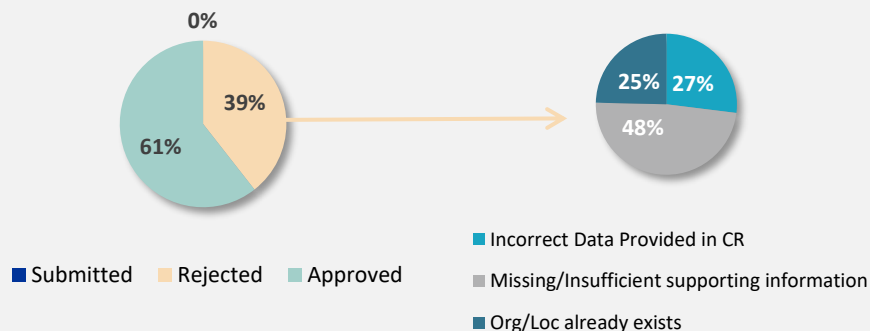 0%
39%
61%
25%
27%
48%
Submitted
Rejected
Approved
Incorrect Data Provided in CR
Missing/Insufficient supporting information
Org/Loc already exists